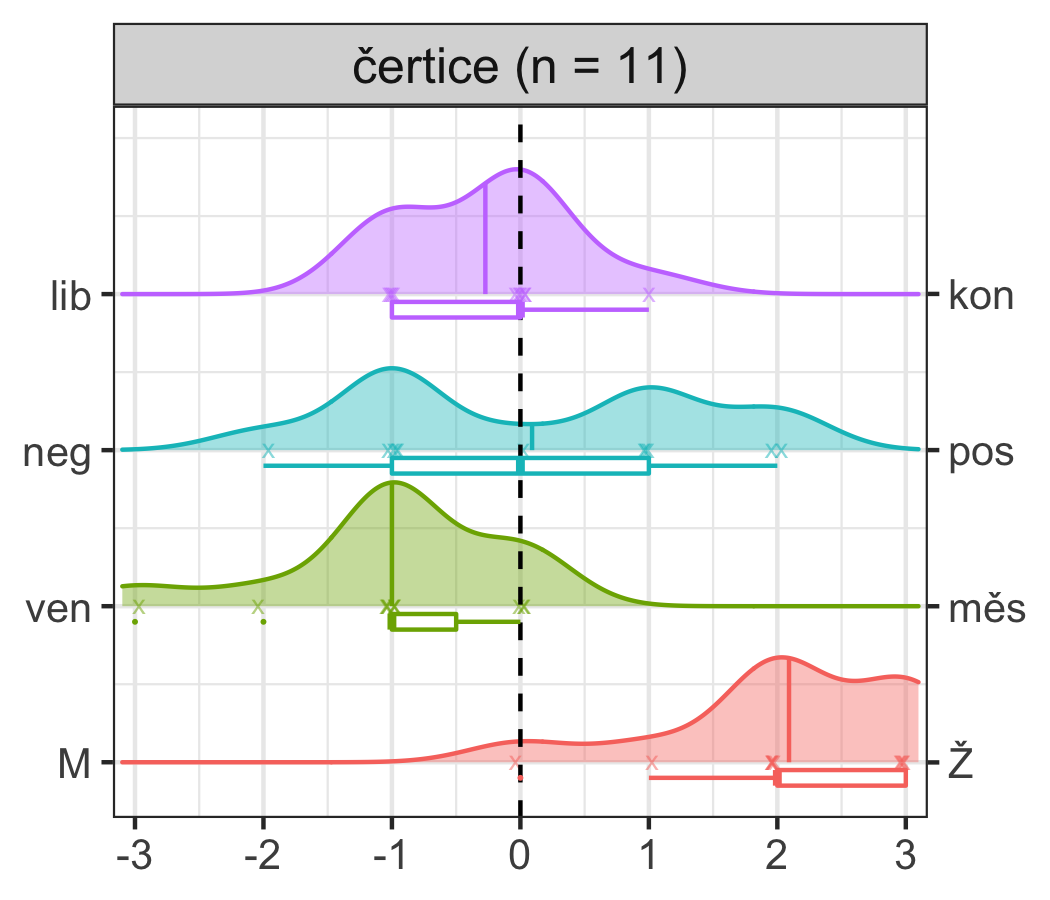 čertice (n = 11)
lib kon
neg pos
ven měs
M Ž
-3 -2 -1 0 1 2 3